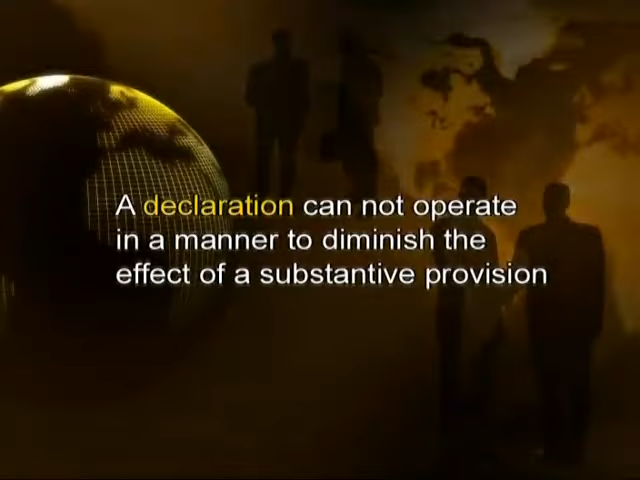 A declaration can not operate
in a manner to diminish the
effect of a substantive provision